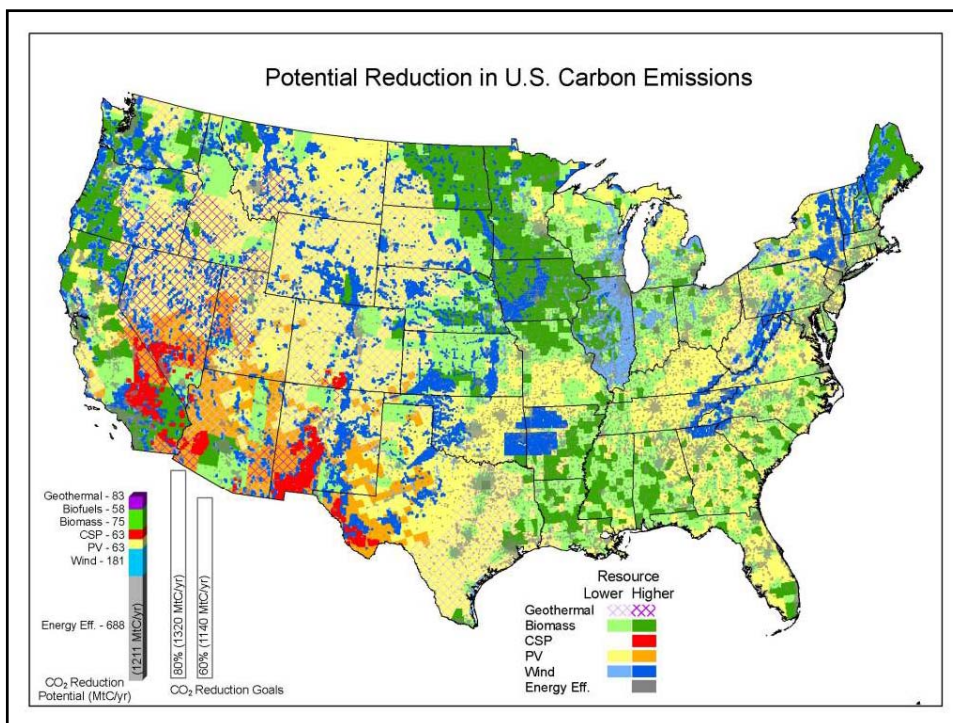 Potential Reduction in U.S. Carbon Emissions
Geothermal - 83
Biofuels - 58
Biomass - 75
CSP - 63
PV - 63
Wind - 181
Energy Eff. - 688
(1211 MtC/yr)
CO₂ Reduction
Potential (MtC/yr)
80% (1320 MtC/yr)
60% (1140 MtC/yr)
CO₂ Reduction Goals
Resource
Lower Higher
Geothermal
Biomass
CSP
PV
Wind
Energy Eff.